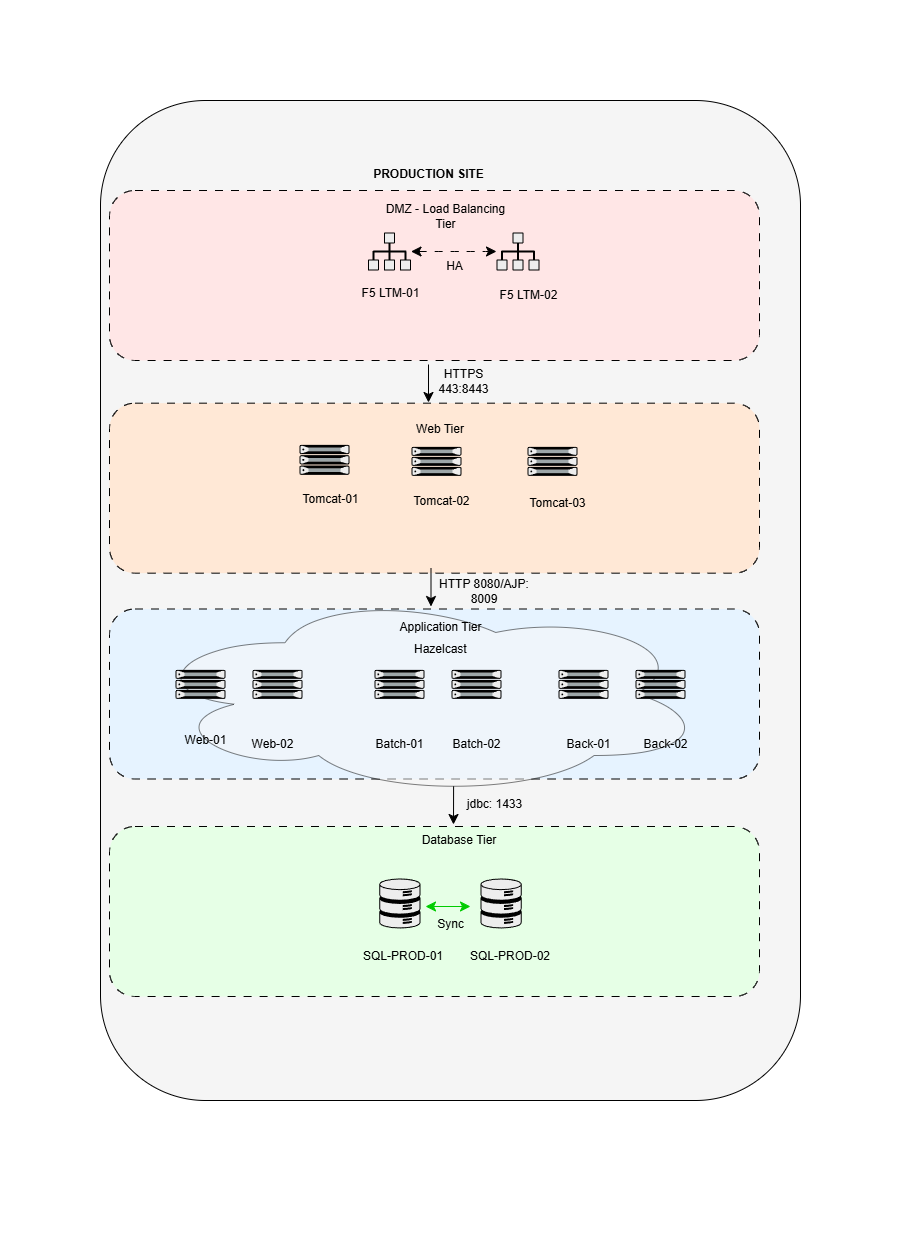 PRODUCTION SITE
DMZ - Load Balancing
Tier
HA
F5 LTM-01
F5 LTM-02
HTTPS
443:8443
Web Tier
Tomcat-01
Tomcat-02
Tomcat-03
HTTP 8080/AJP:
8009
Application Tier
Hazelcast
Web-01
Web-02
Batch-01
Batch-02
Back-01
Back-02
jdbc: 1433
Database Tier
Sync
SQL-PROD-01
SQL-PROD-02